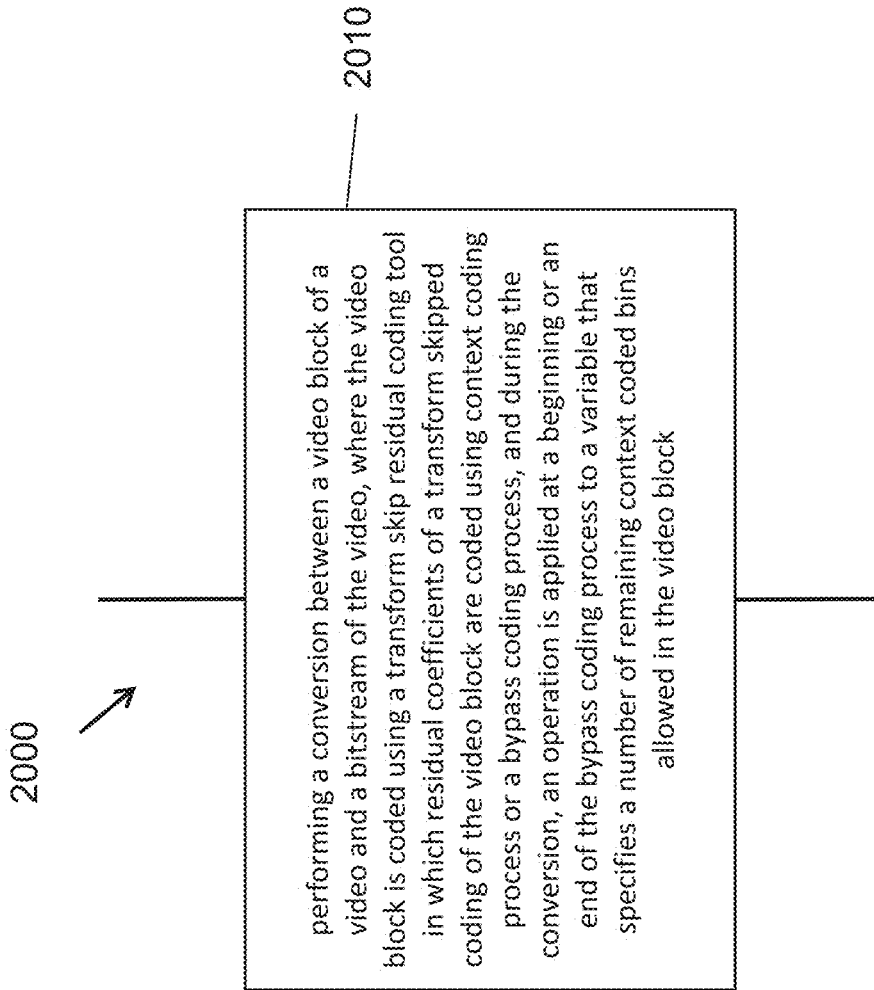 2000
2010
performing a conversion between a video block of a
video and a bitstream of the video, where the video
block is coded using a transform skip residual coding tool
in which residual coefficients of a transform skipped
coding of the video block are coded using context coding
process or a bypass coding process, and during the
conversion, an operation is applied at a beginning or an
end of the bypass coding process to a variable that
specifies a number of remaining context coded bins
allowed in the video block